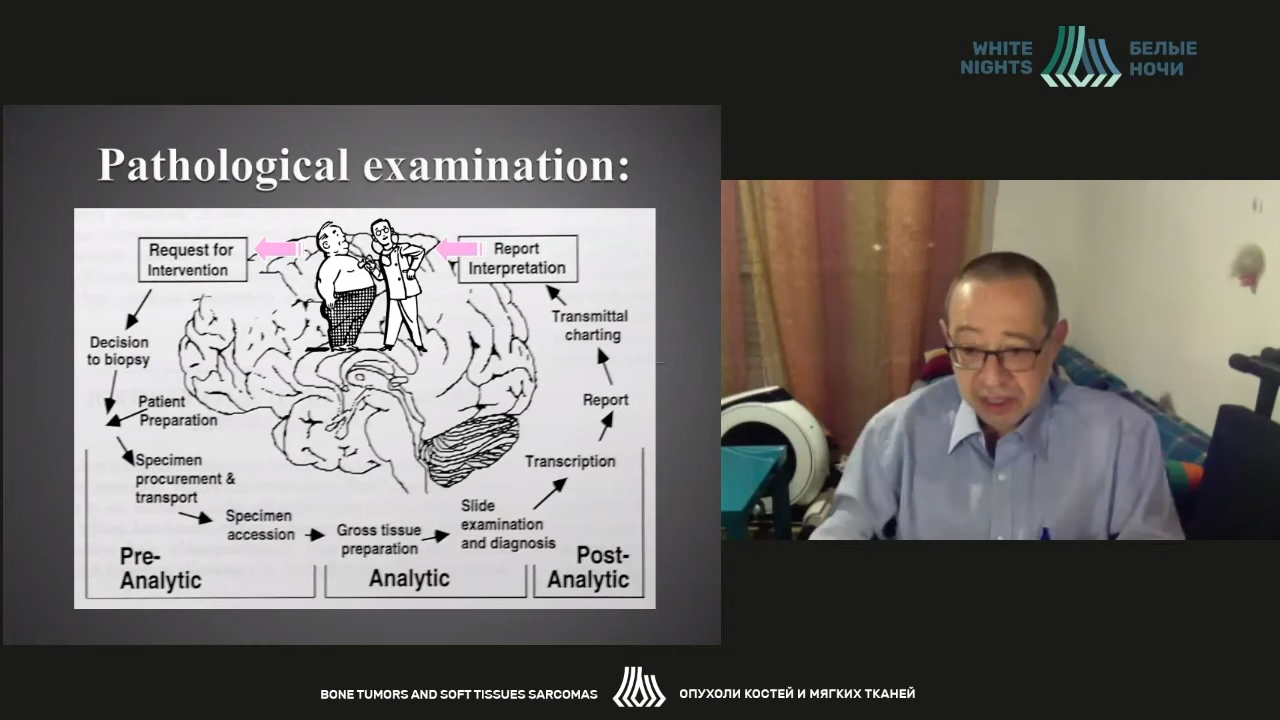 WHITE
NIGHTS
БЕЛЫЕ
НОЧИ
Pathological examination:
Request for
Intervention
Report
Interpretation
Decision
to biopsy
Patient
Preparation
Specimen
procurement &
transport
Specimen
accession
Gross tissue
preparation
Slide
examination
and diagnosis
Transcription
Report
Transmittal
charting
Pre-
Analytic
Analytic
Post-
Analytic
BONE TUMORS AND SOFT TISSUES SARCOMAS
ОПУХОЛИ КОСТЕЙ И МЯГКИХ ТКАНЕЙ